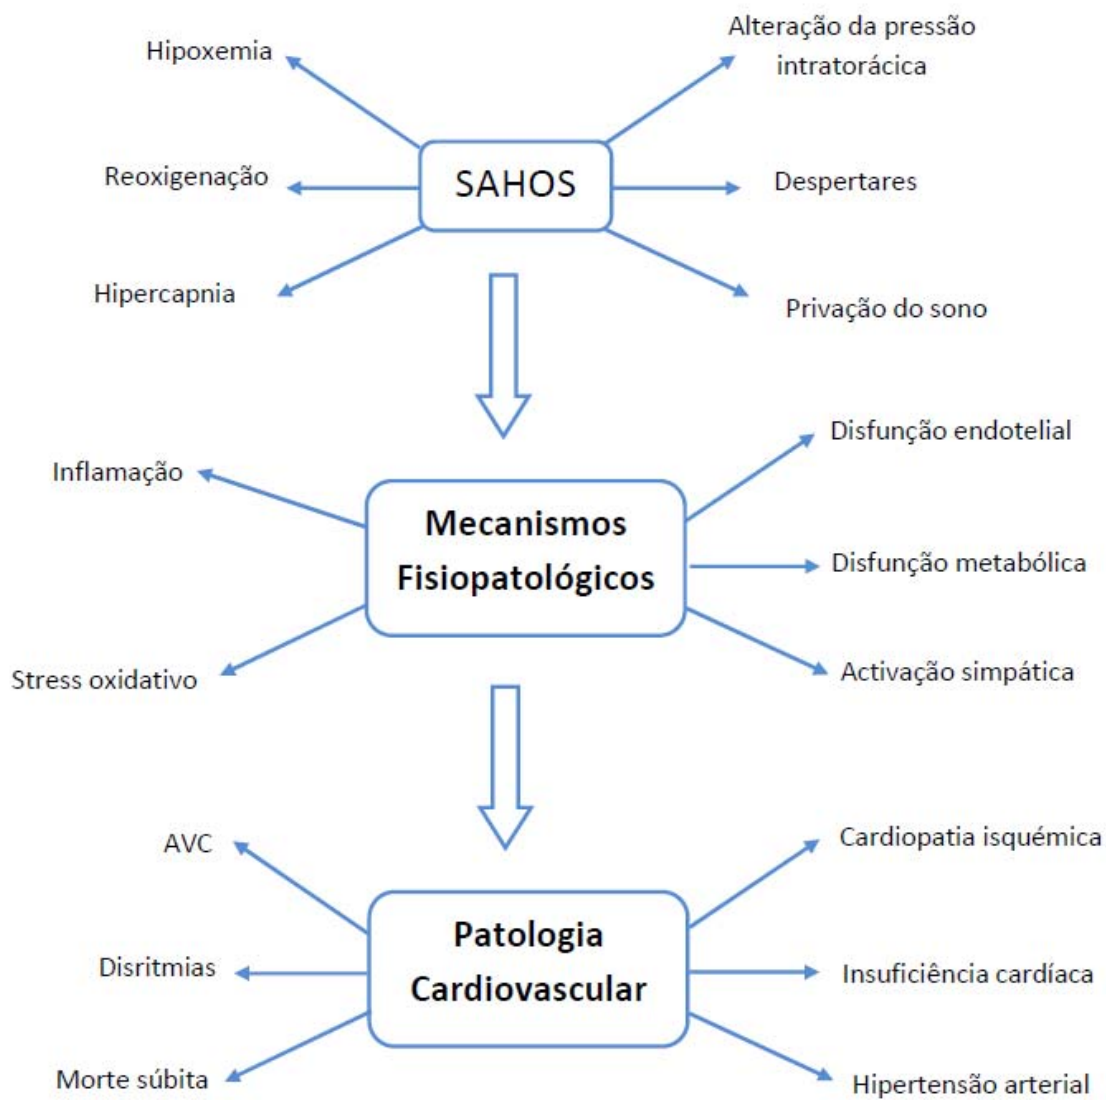 Hipoxemia
Alteração da pressão
intratorácica
Reoxigenação
SAHOS
Despertares
Hipercapnia
Privação do sono
Disfunção endotelial
Inflamação
Mecanismos
Fisiopatológicos
Disfunção metabólica
Stress oxidativo
Activação simpática
AVC
Cardiopatia isquémica
Patologia
Cardiovascular
Disritmias
Insuficiência cardíaca
Morte súbita
Hipertensão arterial